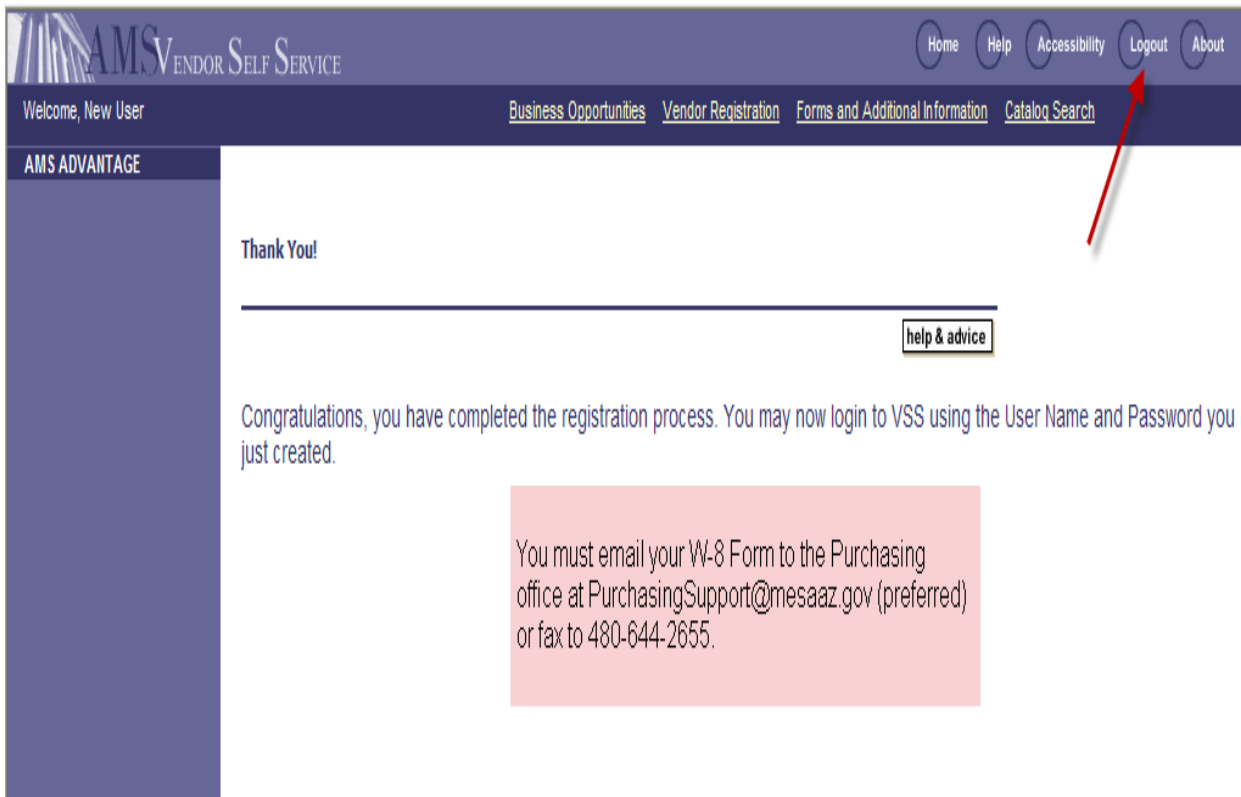 AMS VENDOR SELF SERVICE
Home Help Accessibility Logout About
Welcome, New User
Business Opportunities Vendor Registration Forms and Additional Information Catalog Search
AMS ADVANTAGE
Thank You!
help & advice
Congratulations, you have completed the registration process. You may now login to VSS using the User Name and Password you
just created.
You must email your W-8 Form to the Purchasing
office at PurchasingSupport@mesaaz.gov (preferred)
or fax to 480-644-2655.